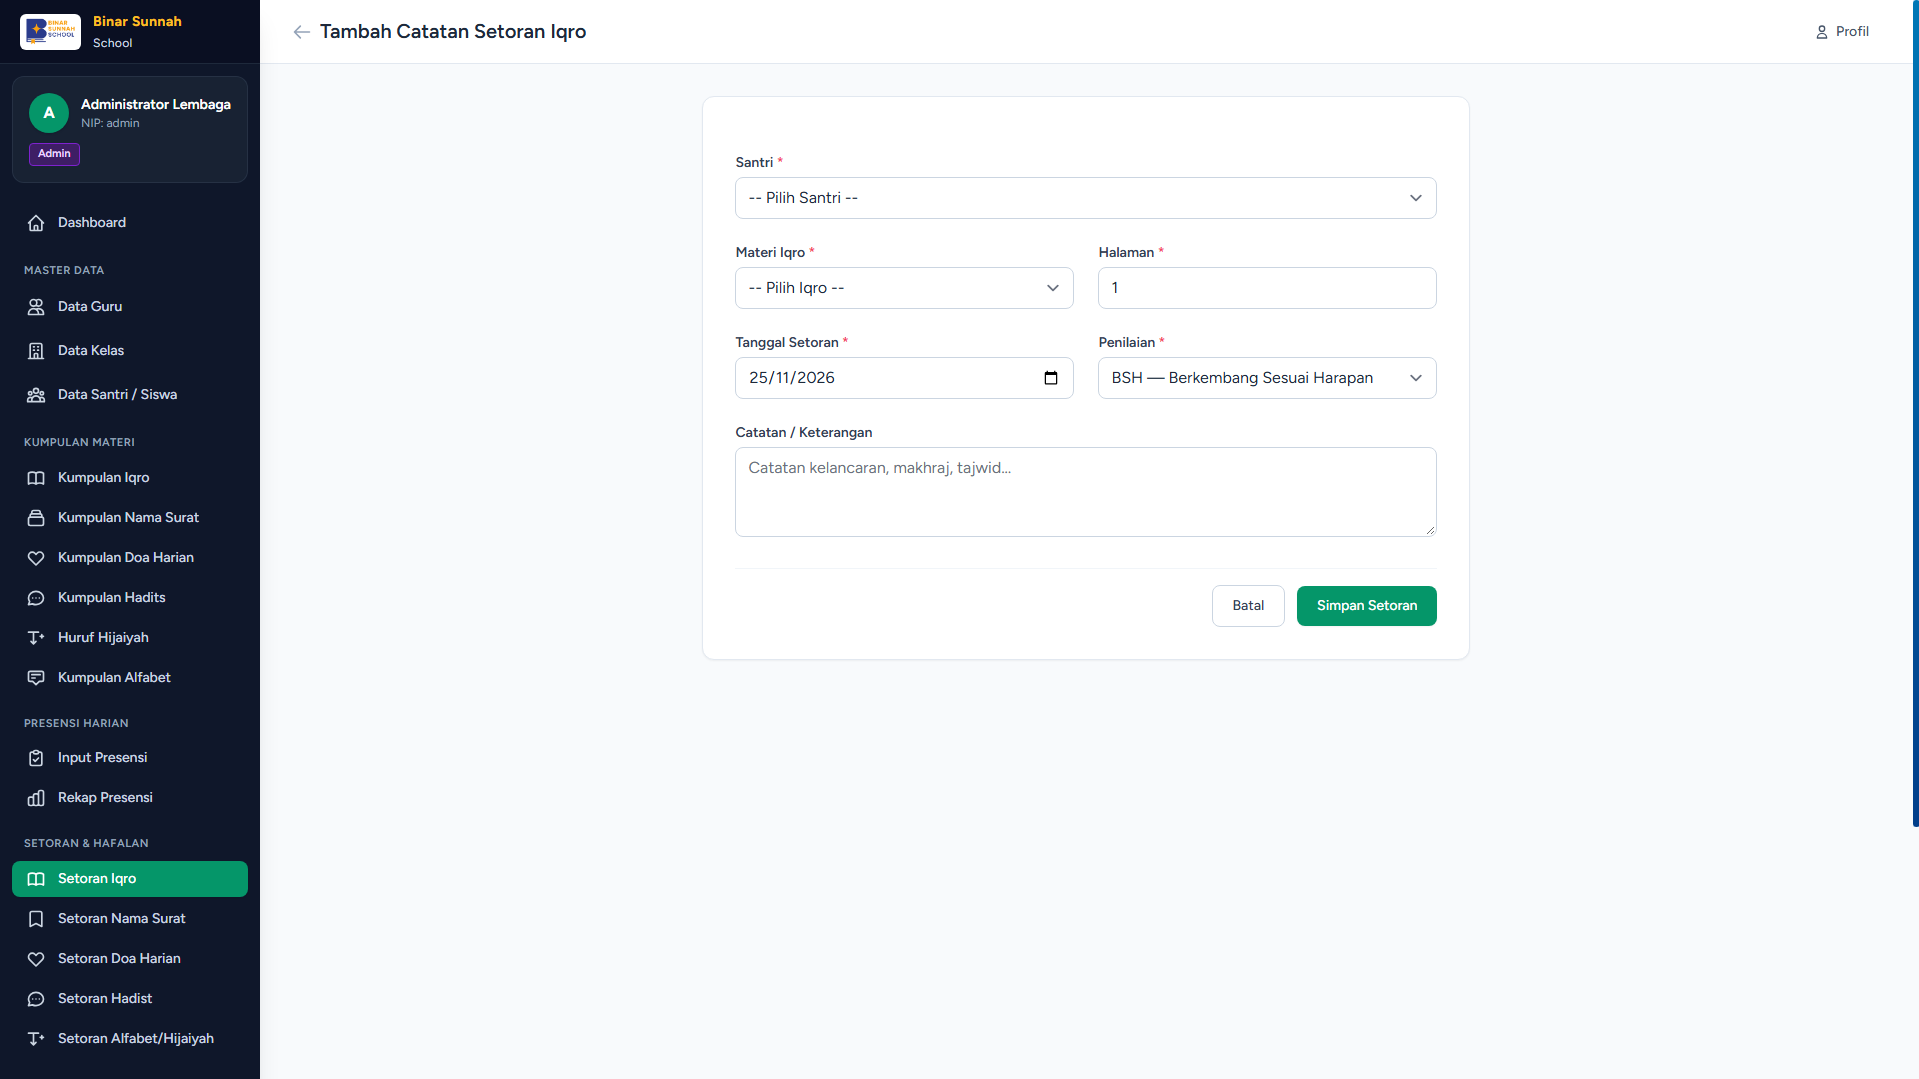 BINAR
SUNNAH
SCHOOL
Binar Sunnah
School
Tambah Catatan Setoran Iqro
Profil
A
Administrator Lembaga
NIP: admin
Admin
Dashboard
MASTER DATA
Data Guru
Data Kelas
Data Santri / Siswa
KUMPULAN MATERI
Kumpulan Iqro
Kumpulan Nama Surat
Kumpulan Doa Harian
Kumpulan Hadits
Huruf Hijaiyah
Kumpulan Alfabet
PRESENSI HARIAN
Input Presensi
Rekap Presensi
SETORAN & HAFALAN
Setoran Iqro
Setoran Nama Surat
Setoran Doa Harian
Setoran Hadist
Setoran Alfabet/Hijaiyah
Santri *
-- Pilih Santri --
Materi Iqro *
-- Pilih Iqro --
Halaman *
1
Tanggal Setoran *
25/11/2026
Penilaian *
BSH — Berkembang Sesuai Harapan
Catatan / Keterangan
Catatan kelancaran, makhraj, tajwid...
Batal
Simpan Setoran